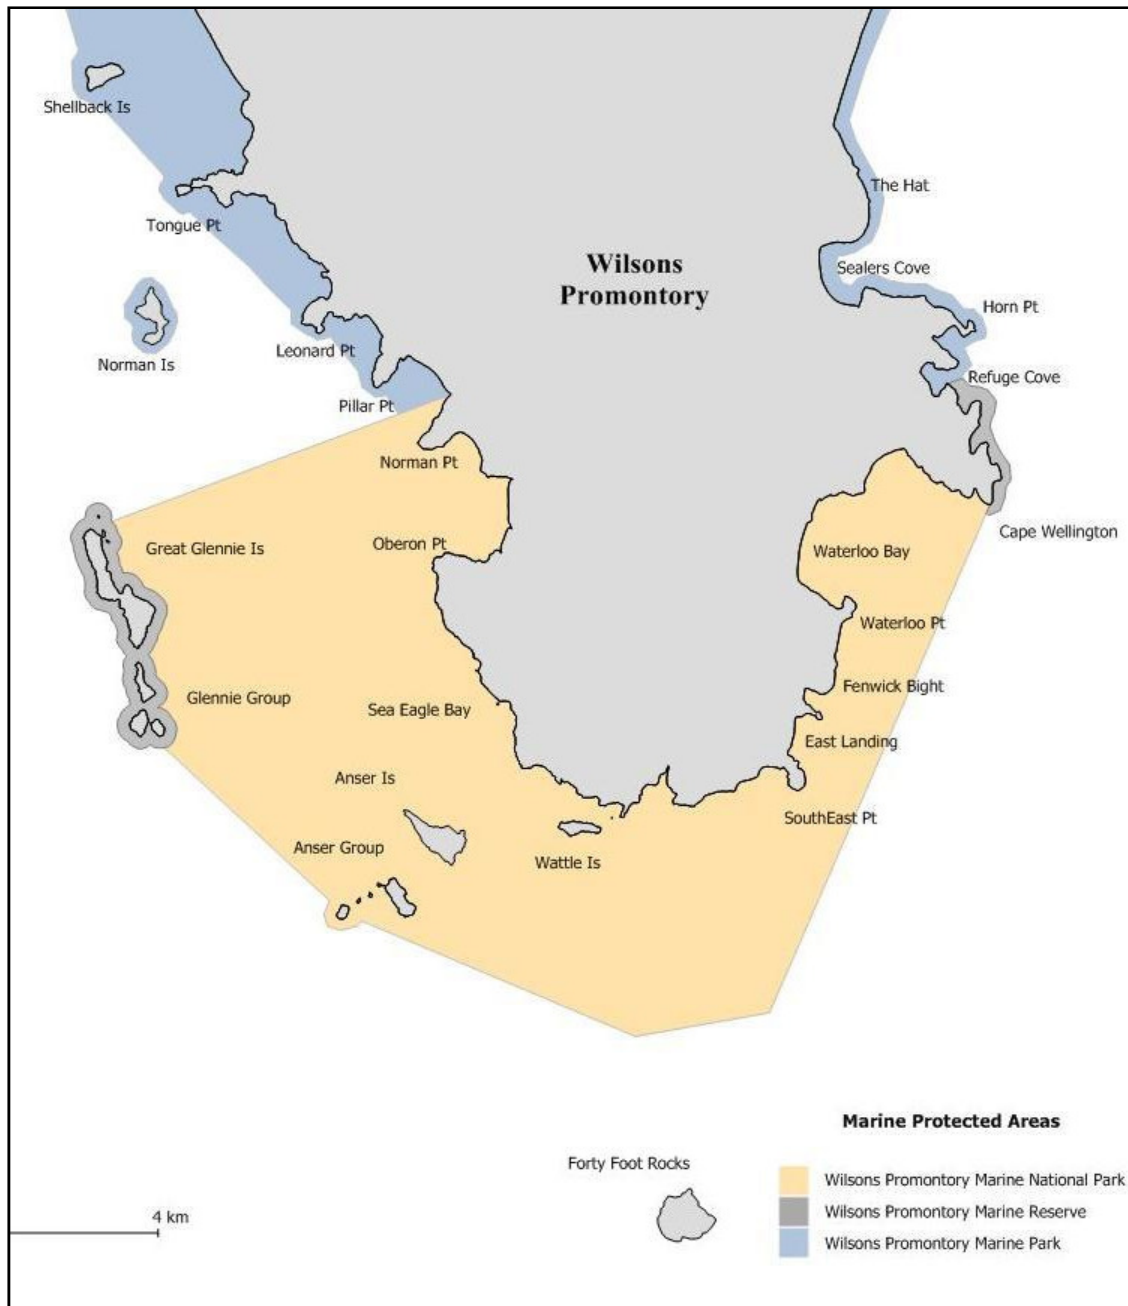 Shellback Is
The Hat
Tongue Pt
Wilsons
Promontory
Sealers Cove
Horn Pt
Leonard Pt
Norman Is
Refuge Cove
Pillar Pt
Norman Pt
Cape Wellington
Great Glennie Is
Oberon Pt
Waterloo Bay
Waterloo Pt
Glennie Group
Fenwick Bight
Sea Eagle Bay
East Landing
Anser Is
SouthEast Pt
Anser Group
Wattle Is
Marine Protected Areas
Forty Foot Rocks
Wilsons Promontory Marine National Park
Wilsons Promontory Marine Reserve
Wilsons Promontory Marine Park
4 km